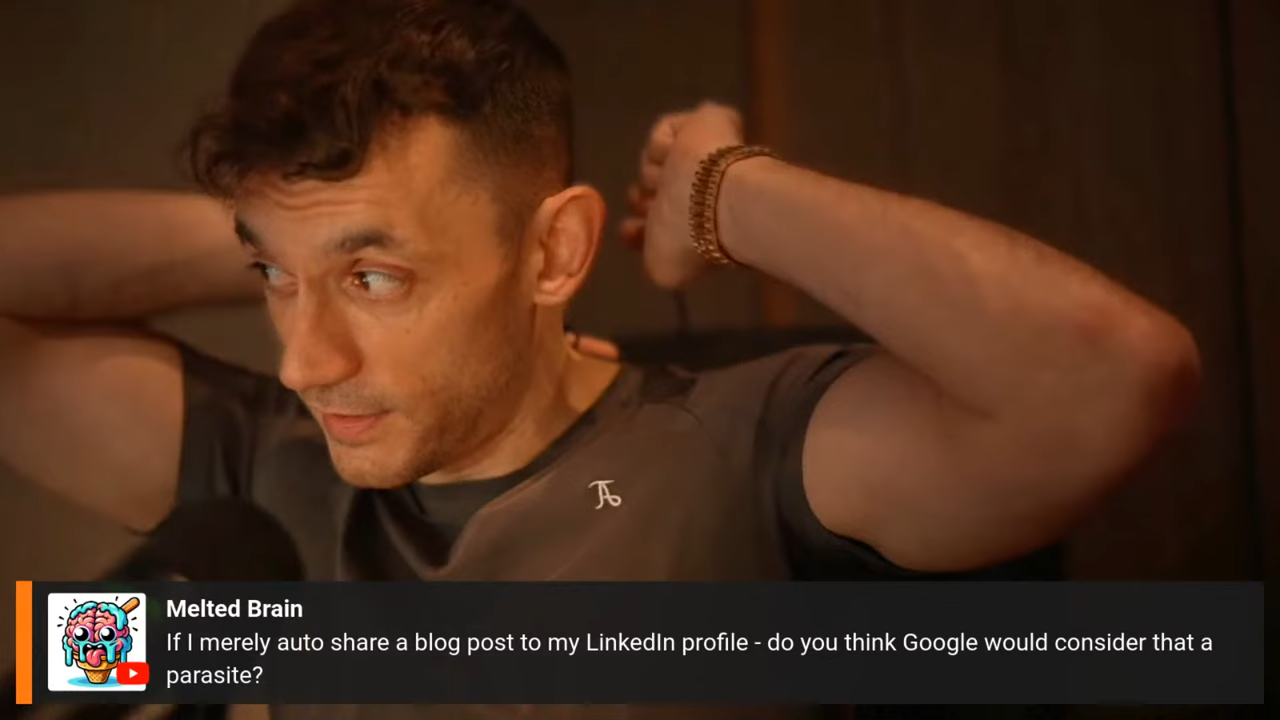 Melted Brain
If I merely auto share a blog post to my LinkedIn profile - do you think Google would consider that a
parasite?